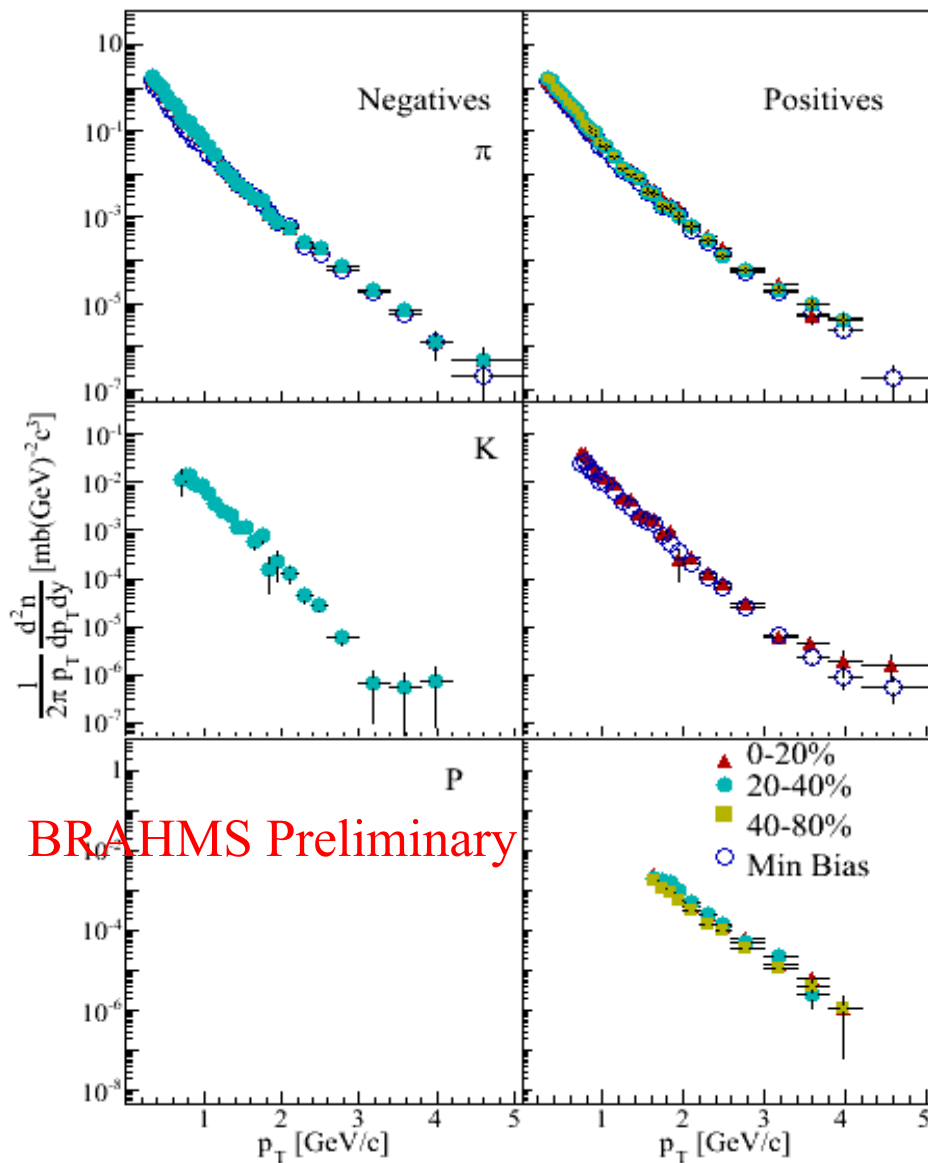 10
10⁻¹
10⁻³
10⁻⁵
10⁻⁷
Negatives
π
Positives
10⁻¹
10⁻²
10⁻³
10⁻⁴
10⁻⁵
10⁻⁶
10⁻⁷
K
1/2π d²n/p_T dp_T dy [mb(GeV)⁻²c³]
1
10⁻²
10⁻⁴
10⁻⁶
10⁻⁸
P
BRAHMS Preliminary
0-20%
20-40%
40-80%
Min Bias
1 2 3 4 5
p_T [GeV/c]
1 2 3 4 5
p_T [GeV/c]